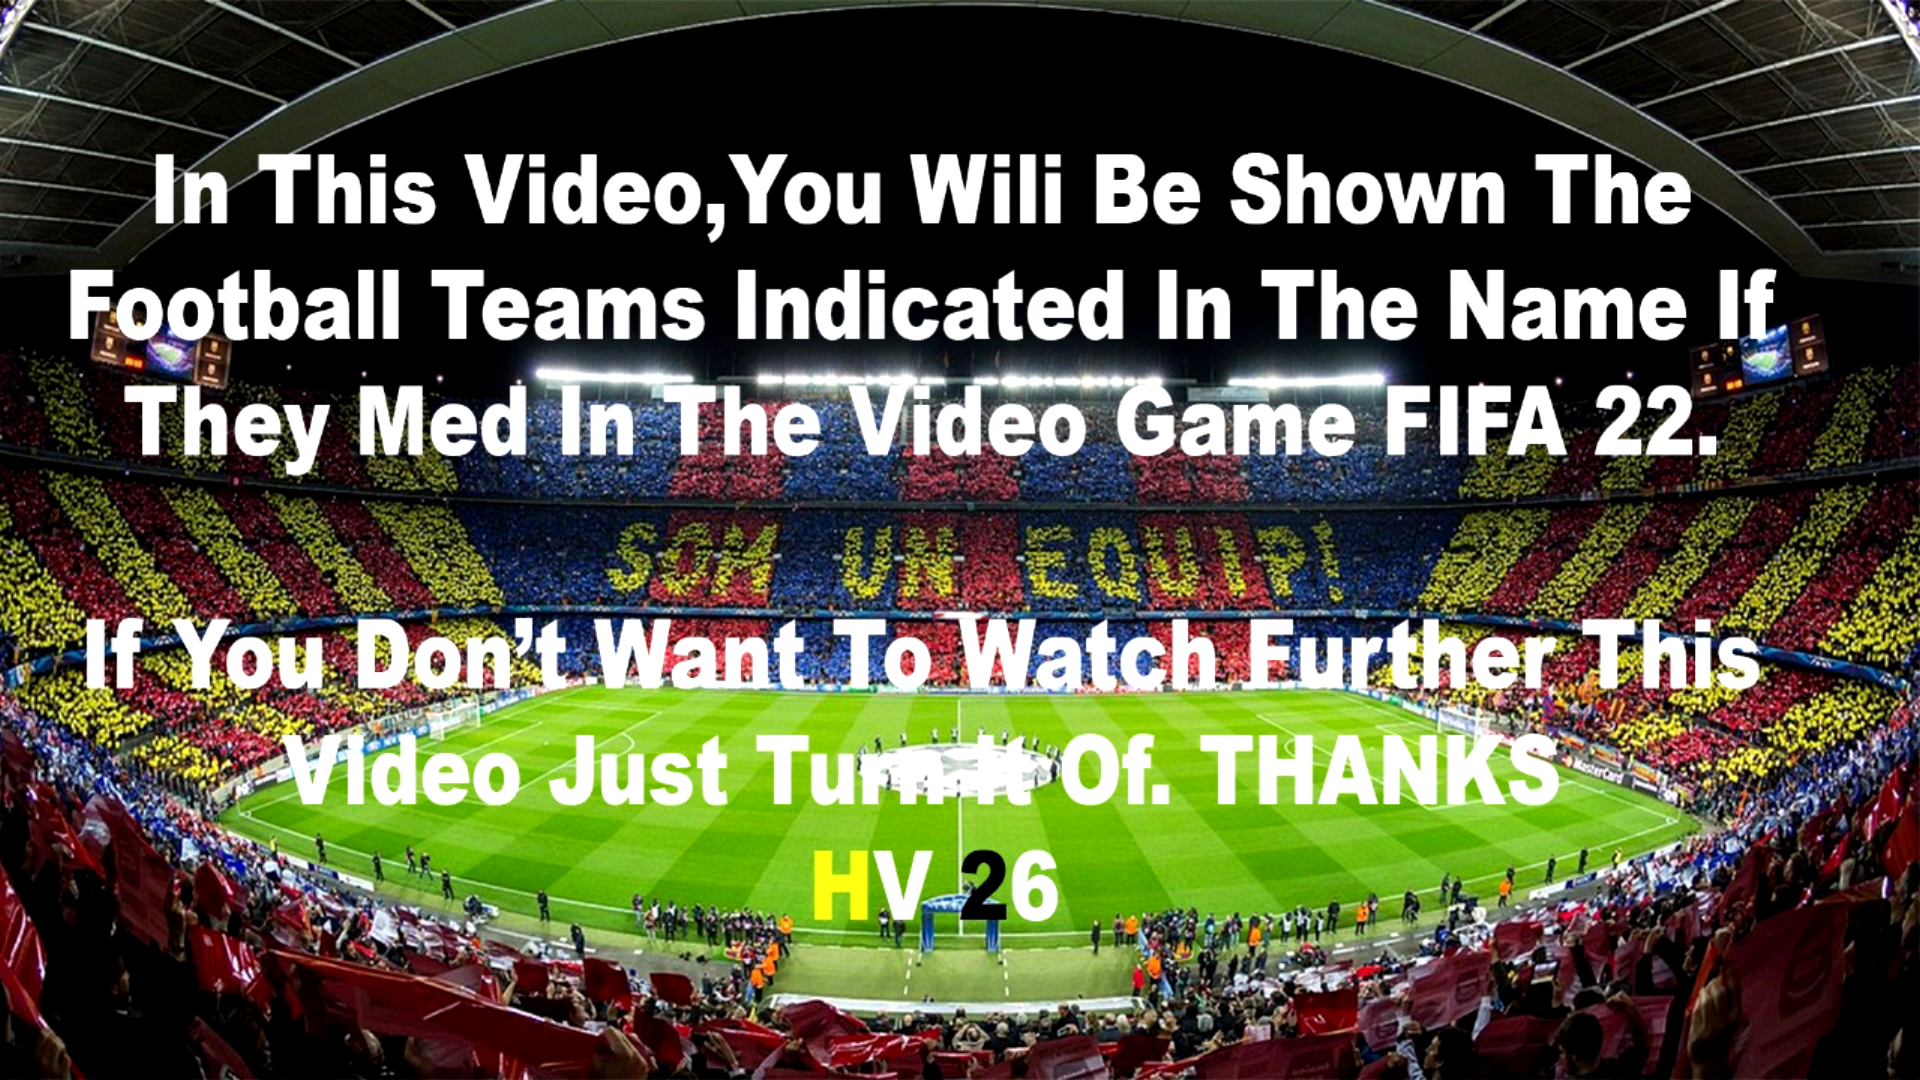 In This Video,You Wili Be Shown The
Football Teams Indicated In The Name If
They Med In The Video Game FIFA 22.
SOM UN EQUIP!
If You Don’t Want To Watch Further This
Video Just Turn It Of. THANKS
MasterCard
HV 26